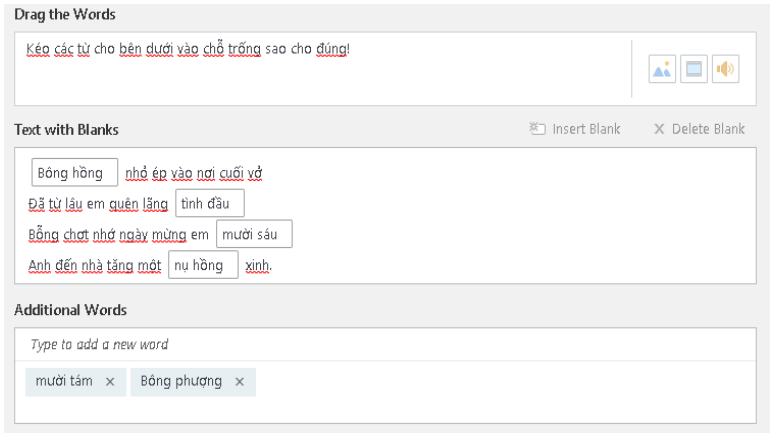 Drag the Words
Kéo các từ cho bên dưới vào chỗ trống sao cho đúng!
Text with Blanks
Insert Blank X Delete Blank
Bông hồng nhỏ ép vào nơi cuối vở
Đã từ lâu em quên lãng tình đầu
Bỗng chợt nhớ ngày mừng em mười sáu
Anh đến nhà tặng một nụ hồng xinh.
Additional Words
Type to add a new word
mười tám × Bông phượng ×